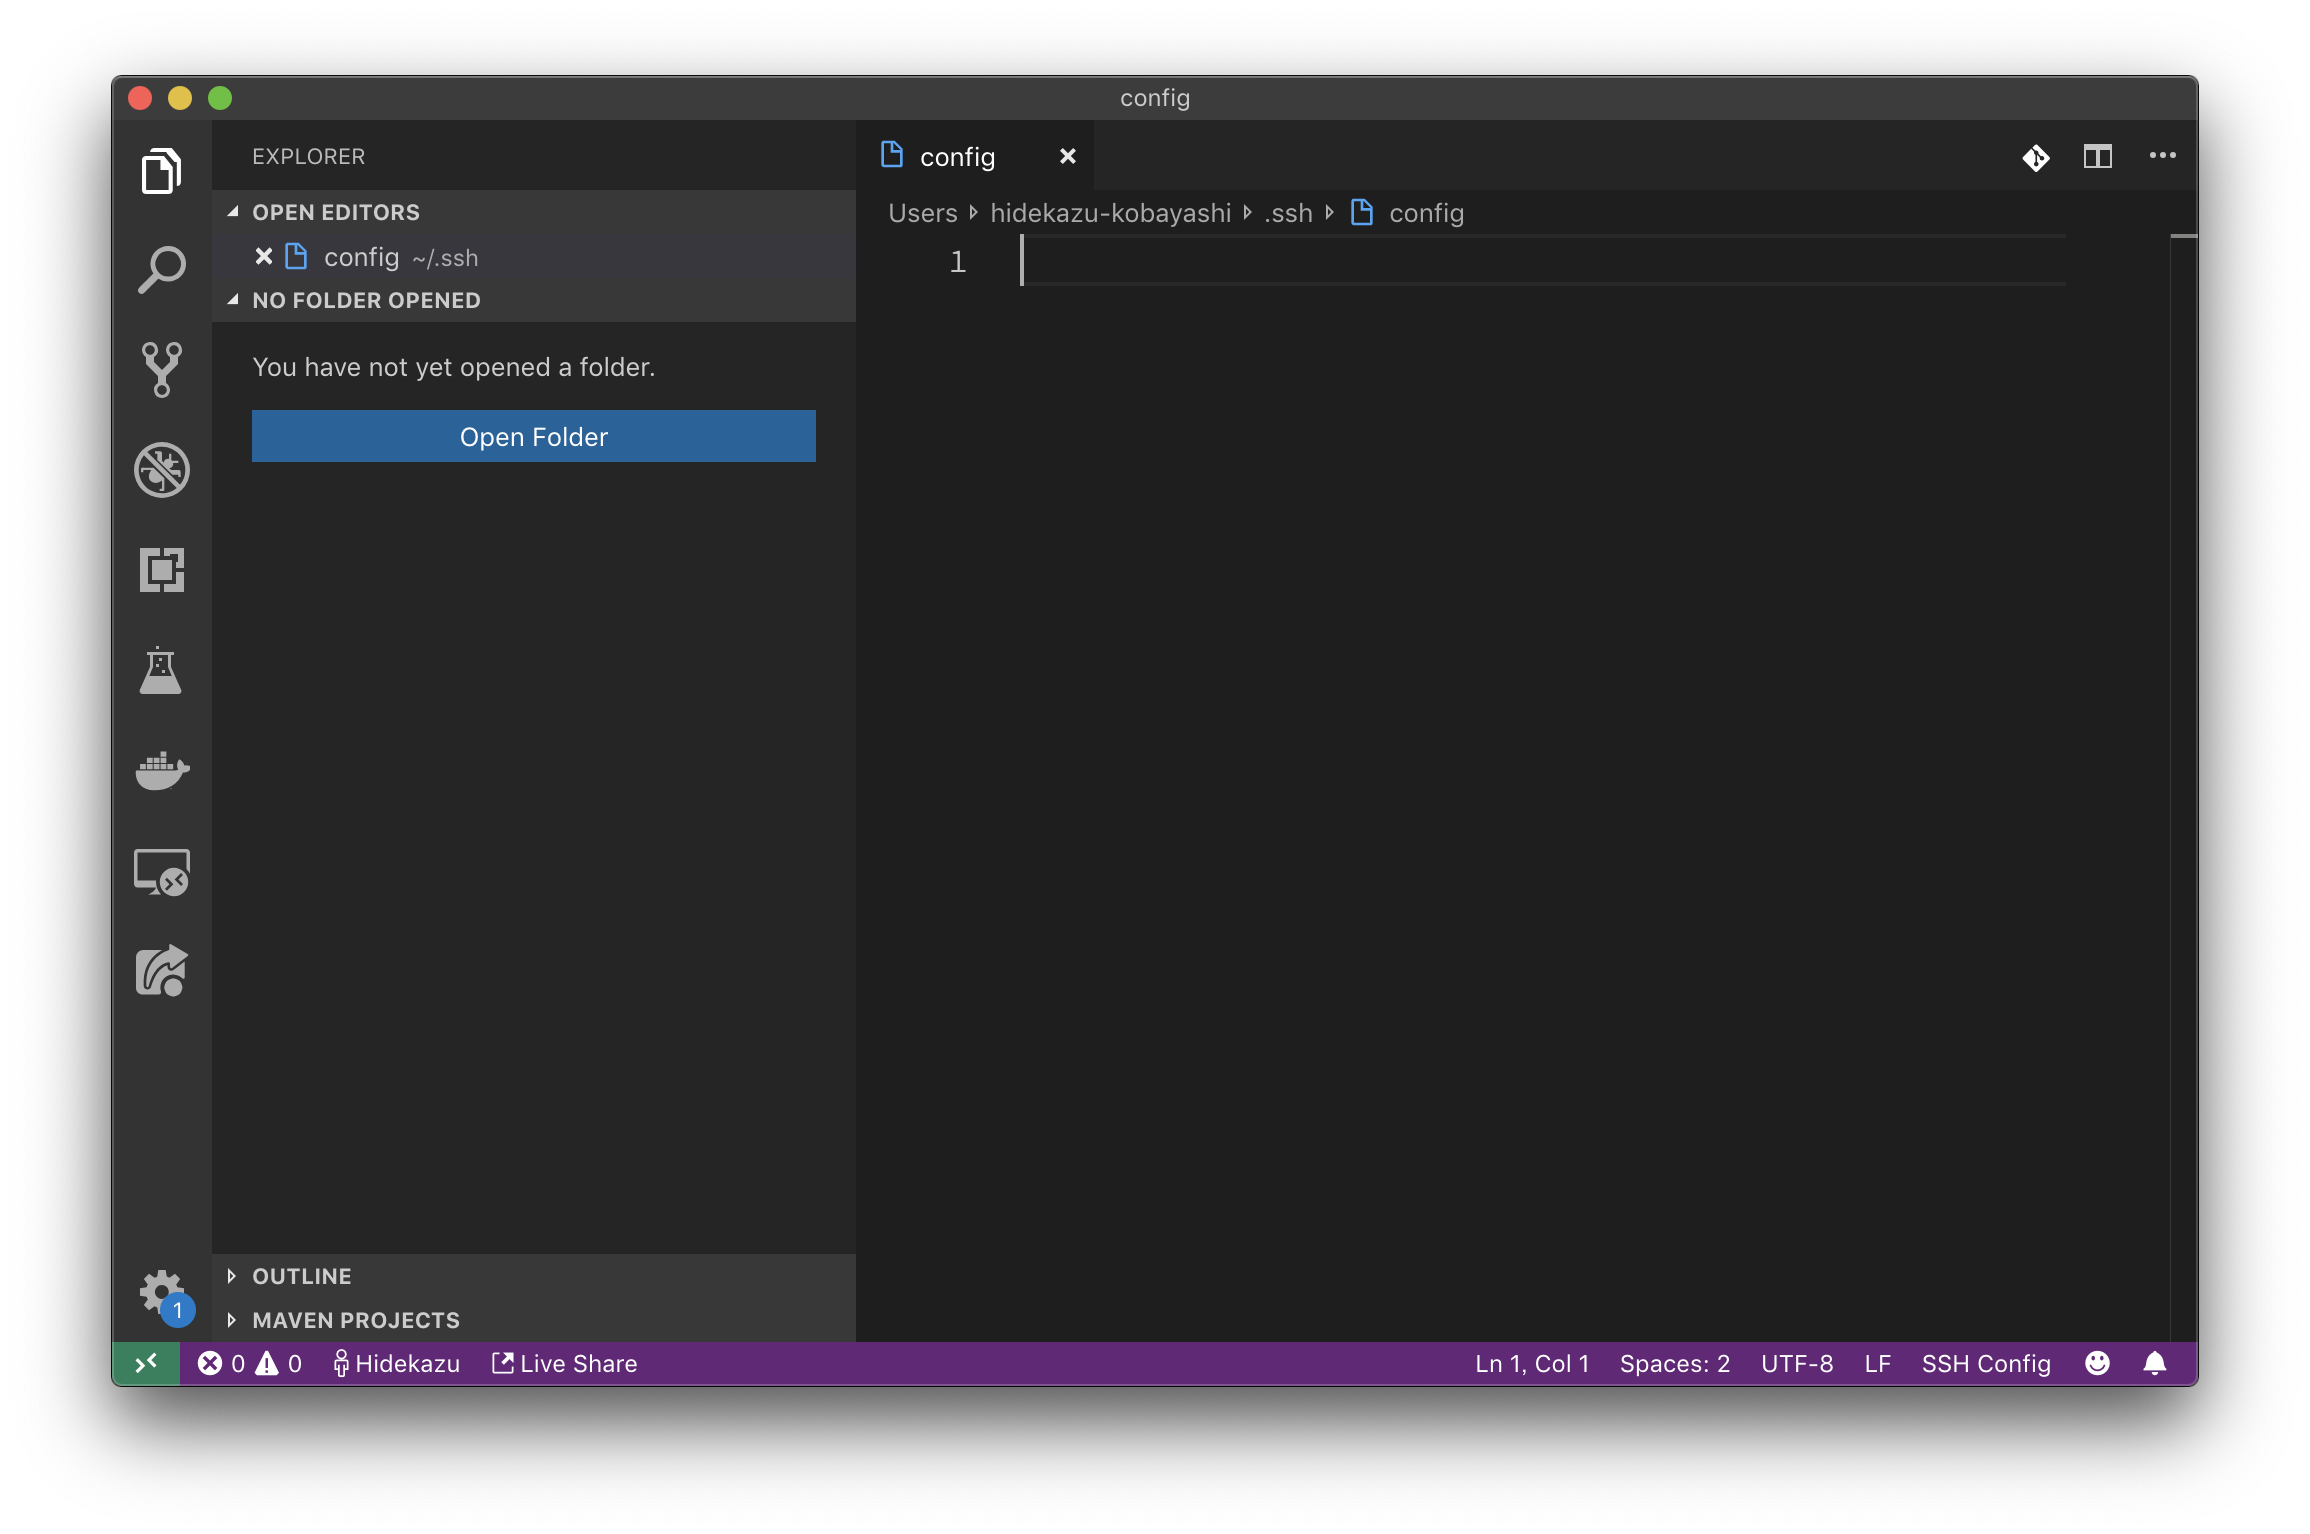 config
EXPLORER
OPEN EDITORS
config ~/.ssh
NO FOLDER OPENED
You have not yet opened a folder.
Open Folder
OUTLINE
MAVEN PROJECTS
config
Users hidekazu-kobayashi .ssh config
1
1
0 0 Hidekazu Live Share Ln 1, Col 1 Spaces: 2 UTF-8 LF SSH Config